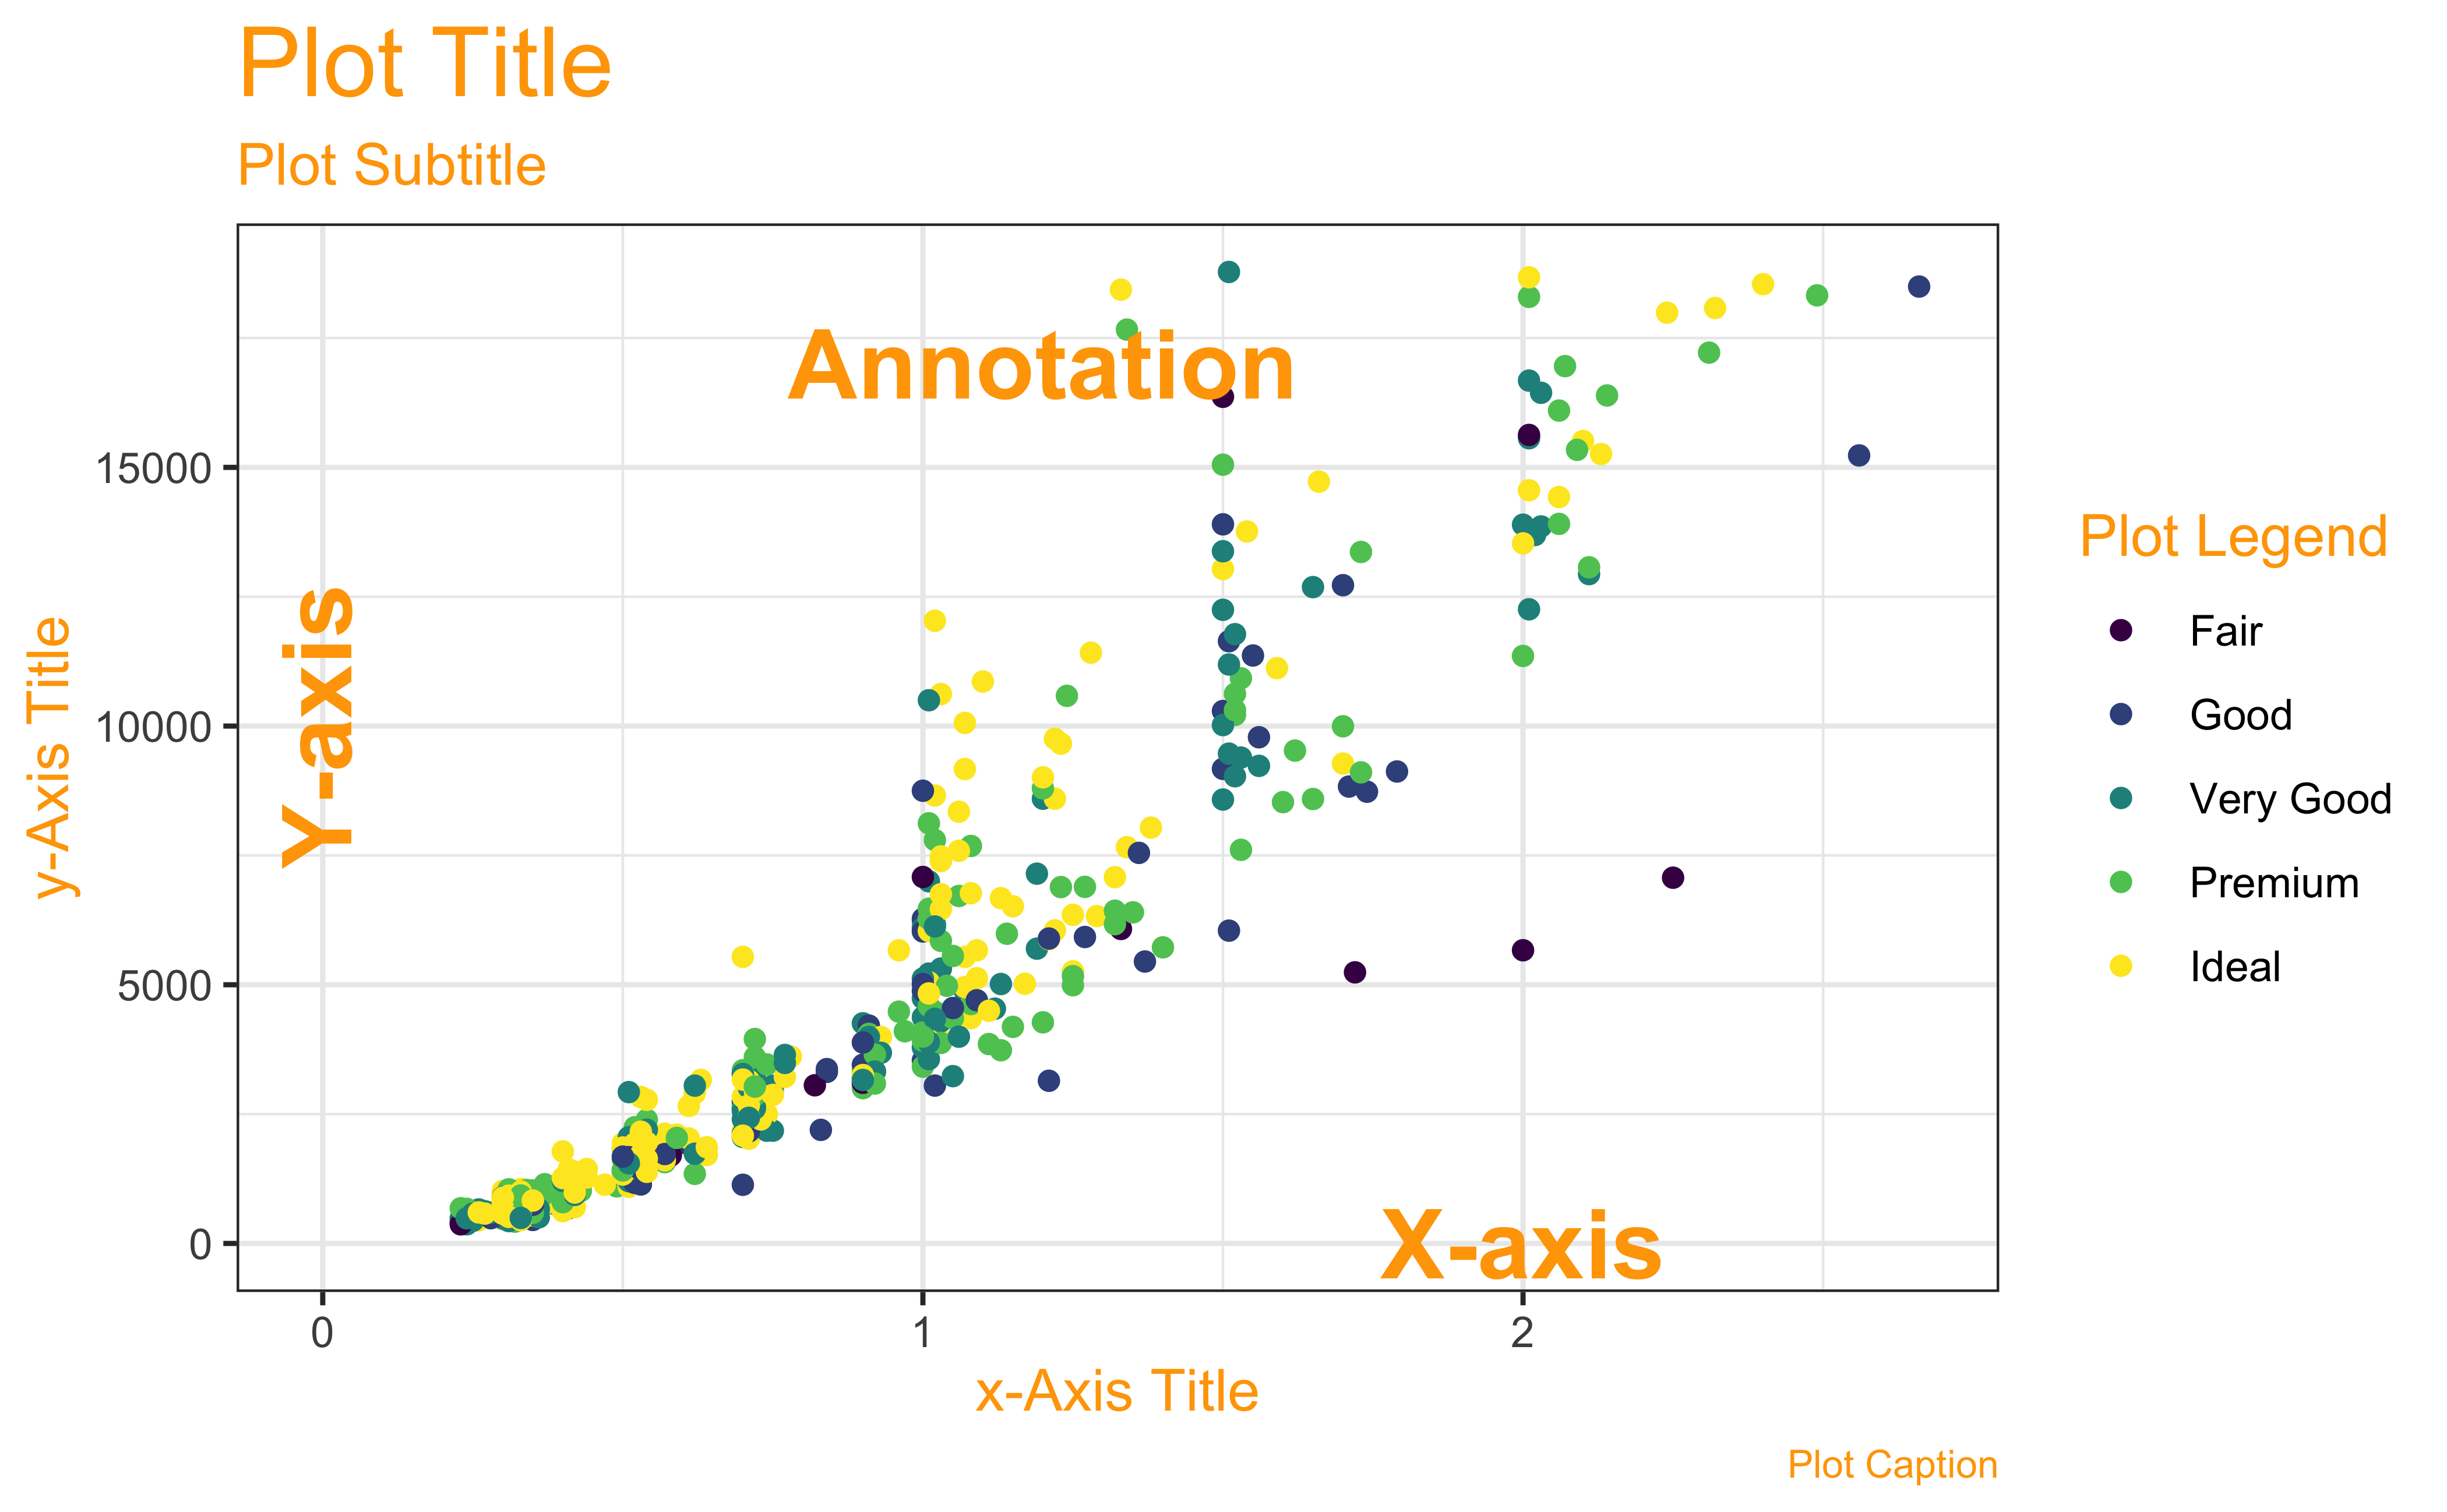 Plot Title
Plot Subtitle
Annotation
15000
10000
5000
0
y-Axis Title
Y-axis
X-axis
0
1
2
x-Axis Title
Plot Legend
Fair
Good
Very Good
Premium
Ideal
Plot Caption